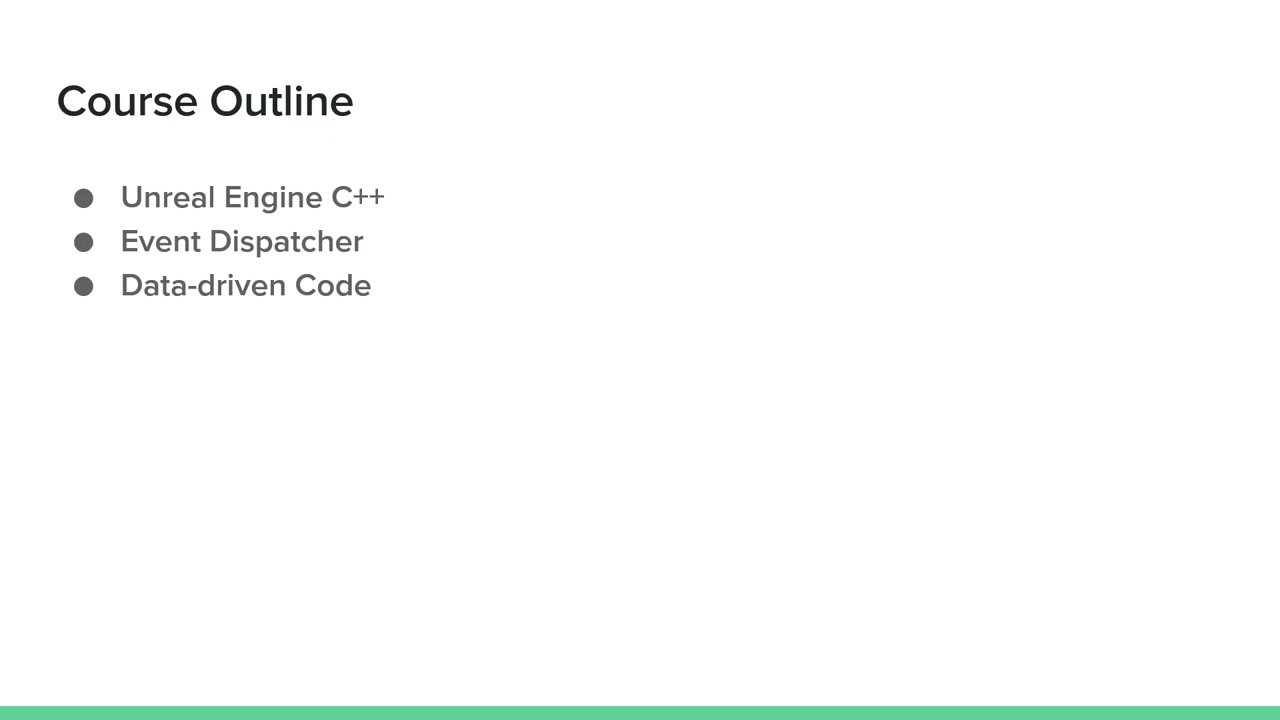 Course Outline
● Unreal Engine C++
● Event Dispatcher
● Data-driven Code